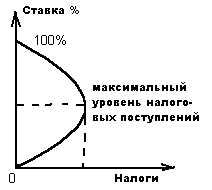 Ставка %
100%
максимальный
уровень налого-
вых поступлений
0
Налоги